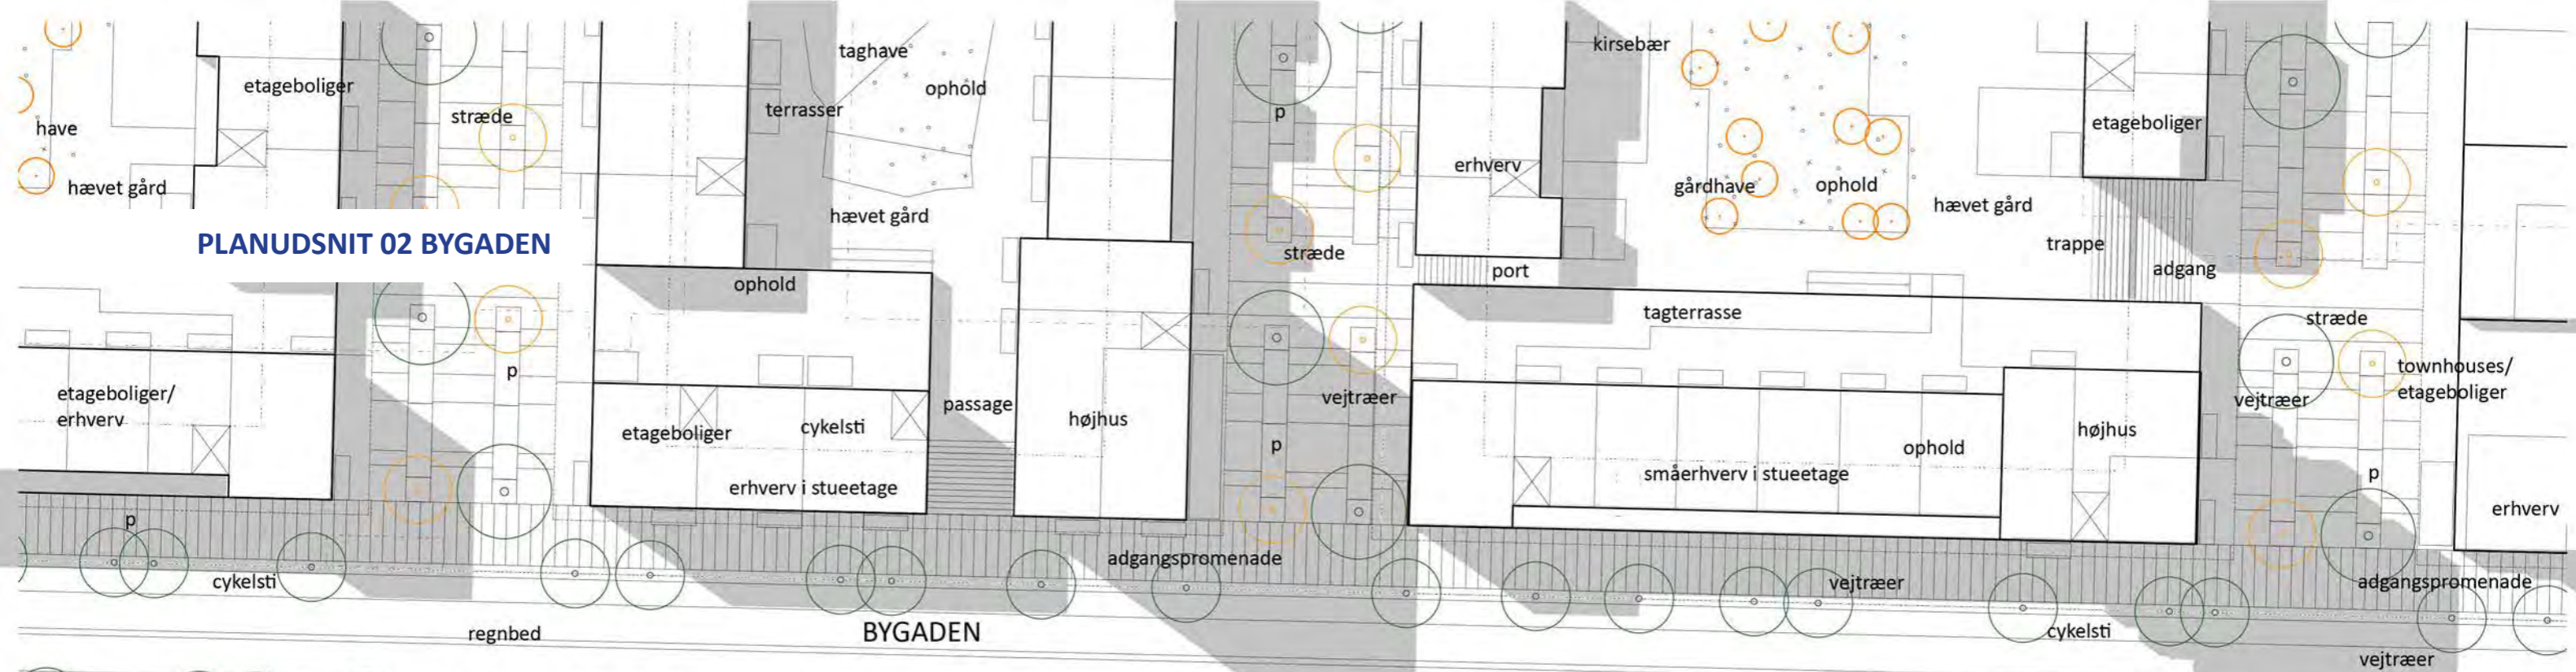 kirsebær
taghave
etageboliger
ophold
terrasser
p
stræde
etageboliger
have
erhverv
hævet gård
gårdhave
ophold
hævet gård
hævet gård
PLANUDSNIT 02 BYGADEN
trappe
stræde
adgang
port
ophold
tagterrasse
stræde
p
townhouses/
etageboliger
etageboliger/
erhverv
vejtræer
vejtræer
passage
højhus
cykelsti
højhus
etageboliger
p
ophold
småerhverv i stueetage
p
erhverv i stueetage
erhverv
p
adgangspromenade
cykelsti
vejtræer
adgangspromenade
regnbed
BYGADEN
cykelsti
vejtræer